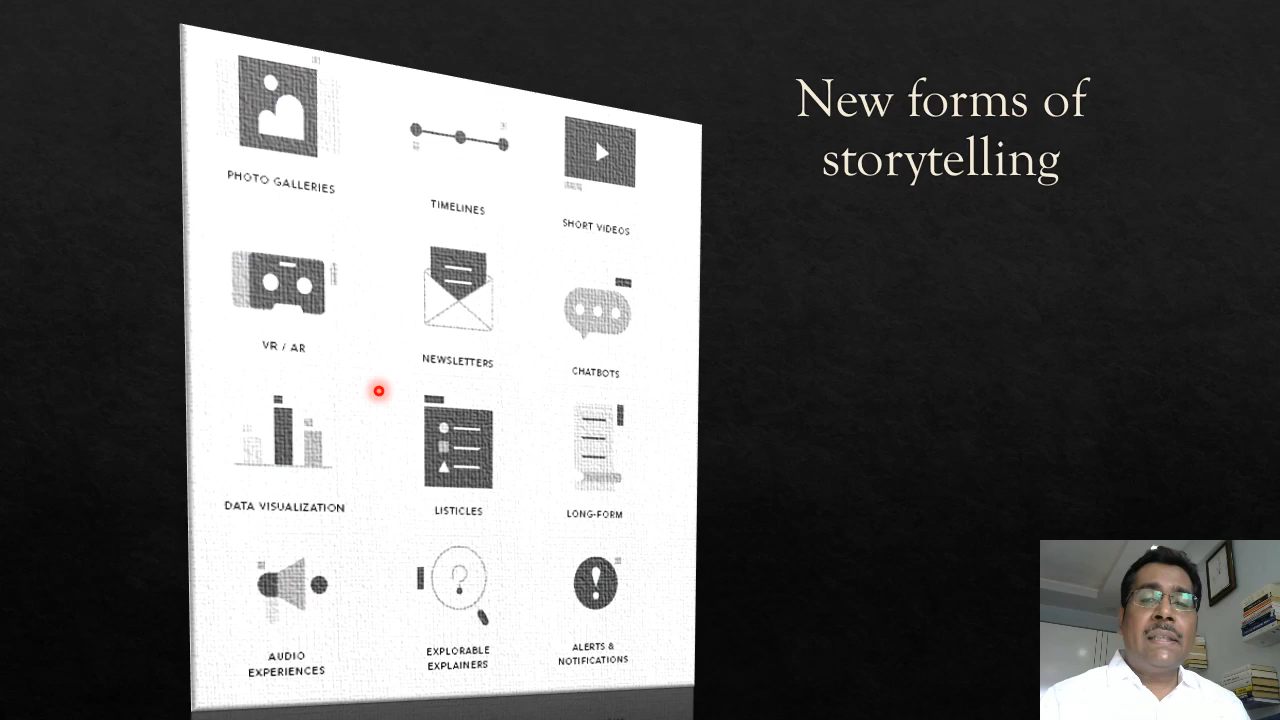 New forms of
storytelling
PHOTO GALLERIES
TIMELINES
SHORT VIDEOS
VR / AR
NEWSLETTERS
CHATBOTS
DATA VISUALIZATION
LISTICLES
LONG-FORM
AUDIO
EXPERIENCES
EXPLORABLE
EXPLAINERS
ALERTS &
NOTIFICATIONS